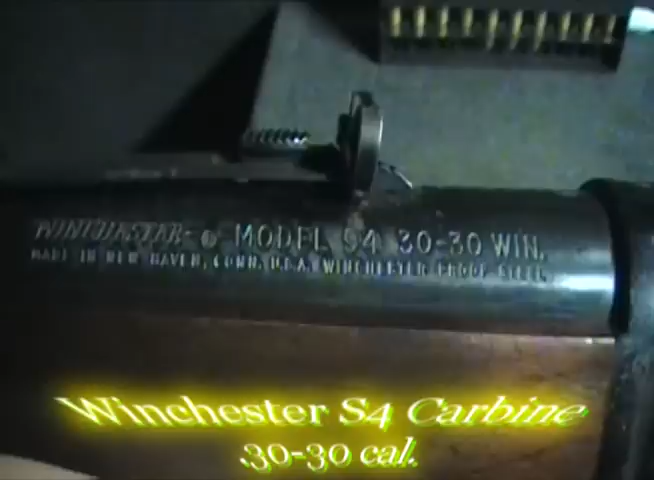 WINCHESTER ® MODEL 94 30-30 WIN.
MADE IN NEW HAVEN, CONN. U.S.A. WINCHESTER PROOF STEEL
Winchester S4 Carbine
.30-30 cal.